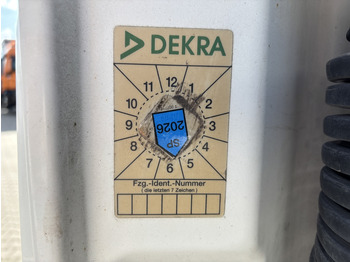 DEKRA
11 12 1
10 2
9 3
8 4
7 6 5
SP
2026
Fzg.-Ident.-Nummer
(die letzten 7 Zeichen)